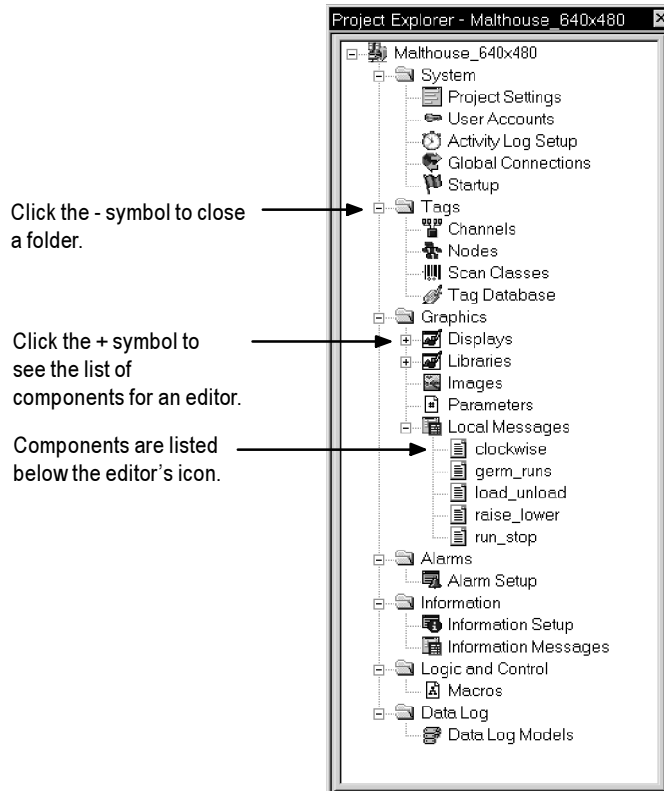 Project Explorer - Malthouse_640x480
Malthouse_640x480
System
Project Settings
User Accounts
Activity Log Setup
Global Connections
Startup
Click the - symbol to close
a folder.
Tags
Channels
Nodes
Scan Classes
Tag Database
Graphics
Click the + symbol to
see the list of
components for an editor.
Displays
Libraries
Images
Parameters
Local Messages
Components are listed
below the editor’s icon.
clockwise
germ_runs
load_unload
raise_lower
run_stop
Alarms
Alarm Setup
Information
Information Setup
Information Messages
Logic and Control
Macros
Data Log
Data Log Models